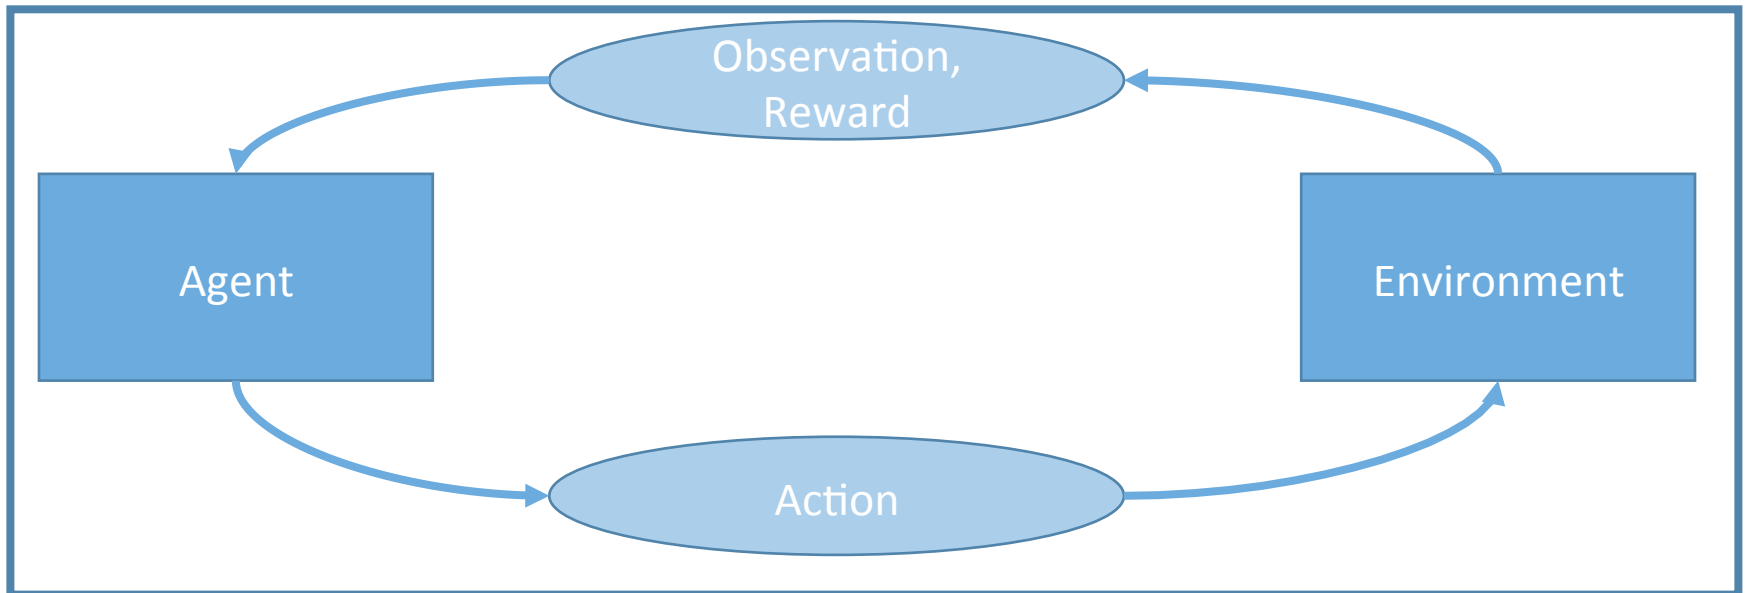 Observation,
Reward
Agent
Environment
Action